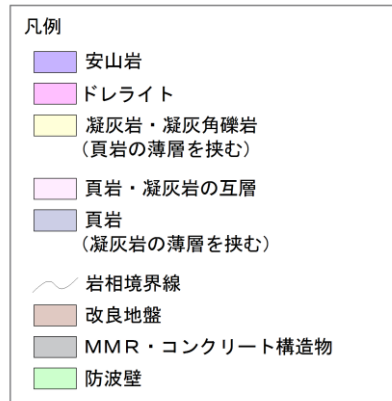 凡例
安山岩
ドレライト
凝灰岩・凝灰角礫岩
(頁岩の薄層を挟む)
頁岩・凝灰岩の互層
頁岩
(凝灰岩の薄層を挟む)
岩相境界線
改良地盤
ＭＭＲ・コンクリート構造物
防波壁